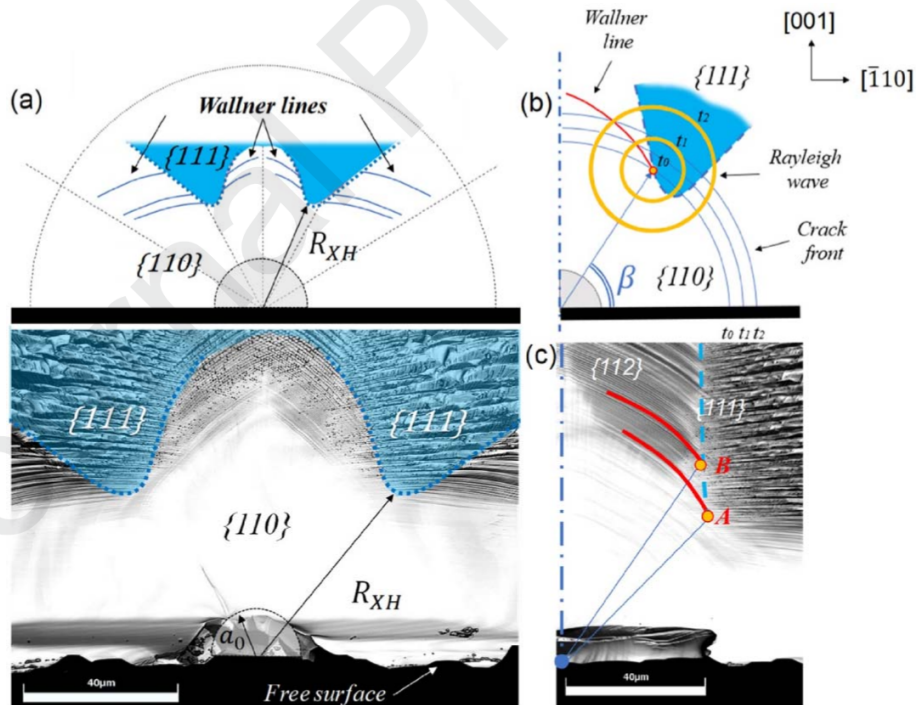 (a)
Wallner lines
{111}
R_XH
{110}
Wallner
line
(b)
[001]
[1̄10]
{111}
t₂
t₁
t₀
Rayleigh
wave
Crack
front
β
{110}
t₀ t₁ t₂
{111}
{111}
{110}
R_XH
a₀
40μm
Free surface
(c)
{112}
B
A
40μm